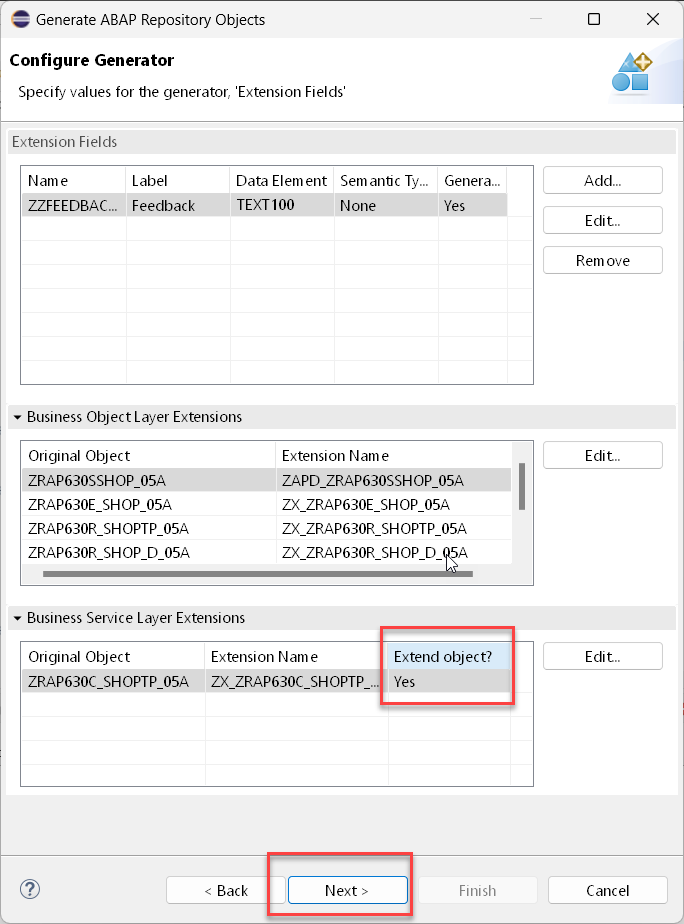 Generate ABAP Repository Objects
Configure Generator
Specify values for the generator, 'Extension Fields'
Extension Fields
Name Label Data Element Semantic Ty... Genera...
ZZFEEDBAC... Feedback TEXT100 None Yes
Add...
Edit...
Remove
Business Object Layer Extensions
Original Object Extension Name
ZRAP630SSHOP_05A ZAPD_ZRAP630SSHOP_05A
ZRAP630E_SHOP_05A ZX_ZRAP630E_SHOP_05A
ZRAP630R_SHOPTP_05A ZX_ZRAP630R_SHOPTP_05A
ZRAP630R_SHOP_D_05A ZX_ZRAP630R_SHOP_D_05A
Edit...
Business Service Layer Extensions
Original Object Extension Name Extend object?
ZRAP630C_SHOPTP_05A ZX_ZRAP630C_SHOPTP_... Yes
Edit...
? < Back Next > Finish Cancel